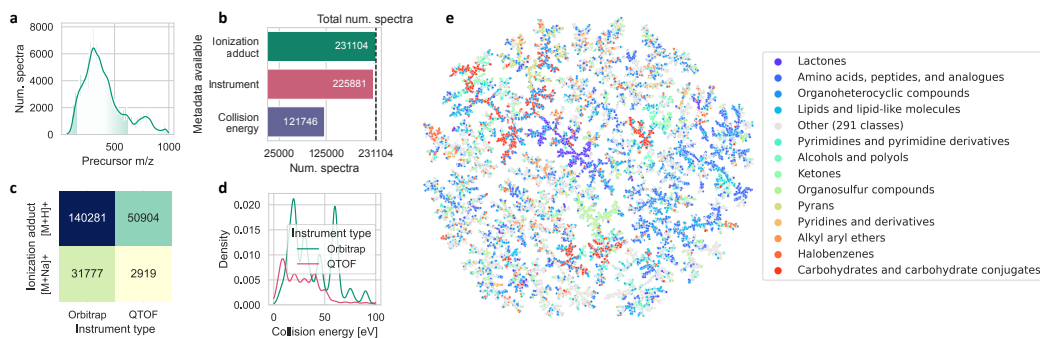 a
8000
6000
4000
2000
0
Num. spectra
0
500
1000
Precursor m/z
b
Total num. spectra
Metadata available
Ionization
adduct
231104
Instrument
225881
Collision
energy
121746
25000
125000
231104
Num. spectra
c
Ionization adduct
[M+Na]+ [M+H]+
140281
50904
31777
2919
Orbitrap
QTOF
Instrument type
d
0.020
0.015
0.010
0.005
0.000
Density
Instrument type
Orbitrap
QTOF
0
50
100
Collision energy [eV]
e
Lactones
Amino acids, peptides, and analogues
Organoheterocyclic compounds
Lipids and lipid-like molecules
Other (291 classes)
Pyrimidines and pyrimidine derivatives
Alcohols and polyols
Ketones
Organosulfur compounds
Pyrans
Pyridines and derivatives
Alkyl aryl ethers
Halobenzenes
Carbohydrates and carbohydrate conjugates